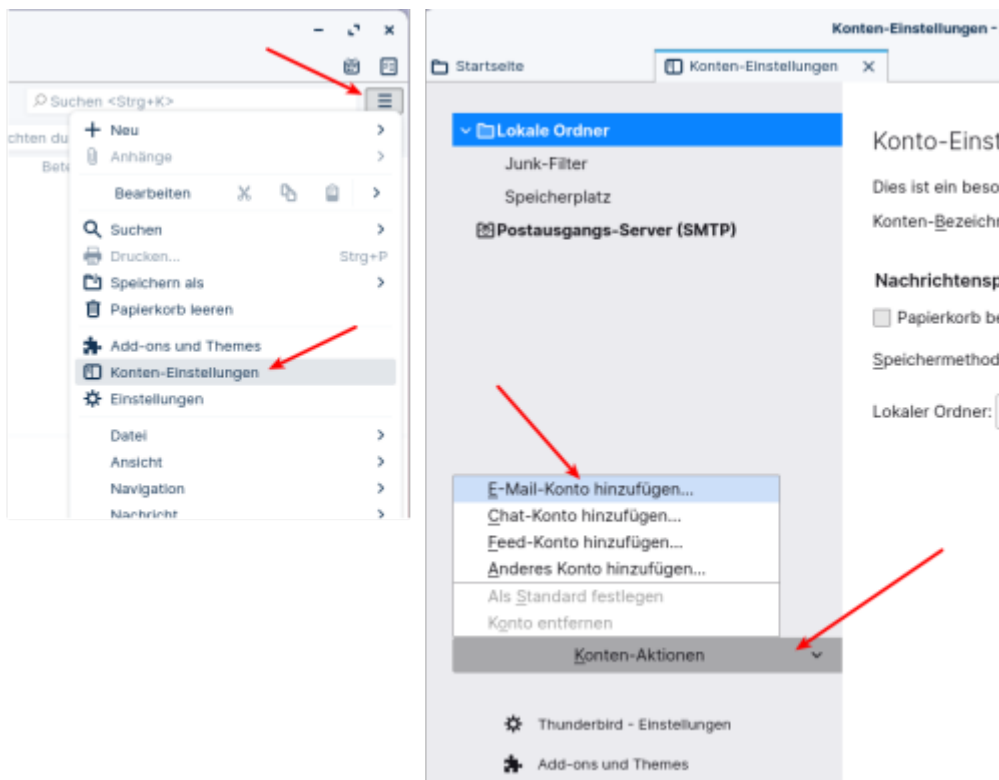 Suchen <Strg+K>
chten du
Bete
Neu
Anhänge
Bearbeiten
Suchen
Drucken... Strg+P
Speichern als
Papierkorb leeren
Add-ons und Themes
Konten-Einstellungen
Einstellungen
Datei
Ansicht
Navigation
Nachricht
Konten-Einstellungen -
Startseite Konten-Einstellungen
Lokale Ordner
Junk-Filter
Speicherplatz
Postausgangs-Server (SMTP)
Konto-Einst
Dies ist ein beso
Konten-Bezeichn
Nachrichtensp
Papierkorb be
Speichermethod
Lokaler Ordner:
E-Mail-Konto hinzufügen...
Chat-Konto hinzufügen...
Feed-Konto hinzufügen...
Anderes Konto hinzufügen...
Als Standard festlegen
Konto entfernen
Konten-Aktionen
Thunderbird - Einstellungen
Add-ons und Themes